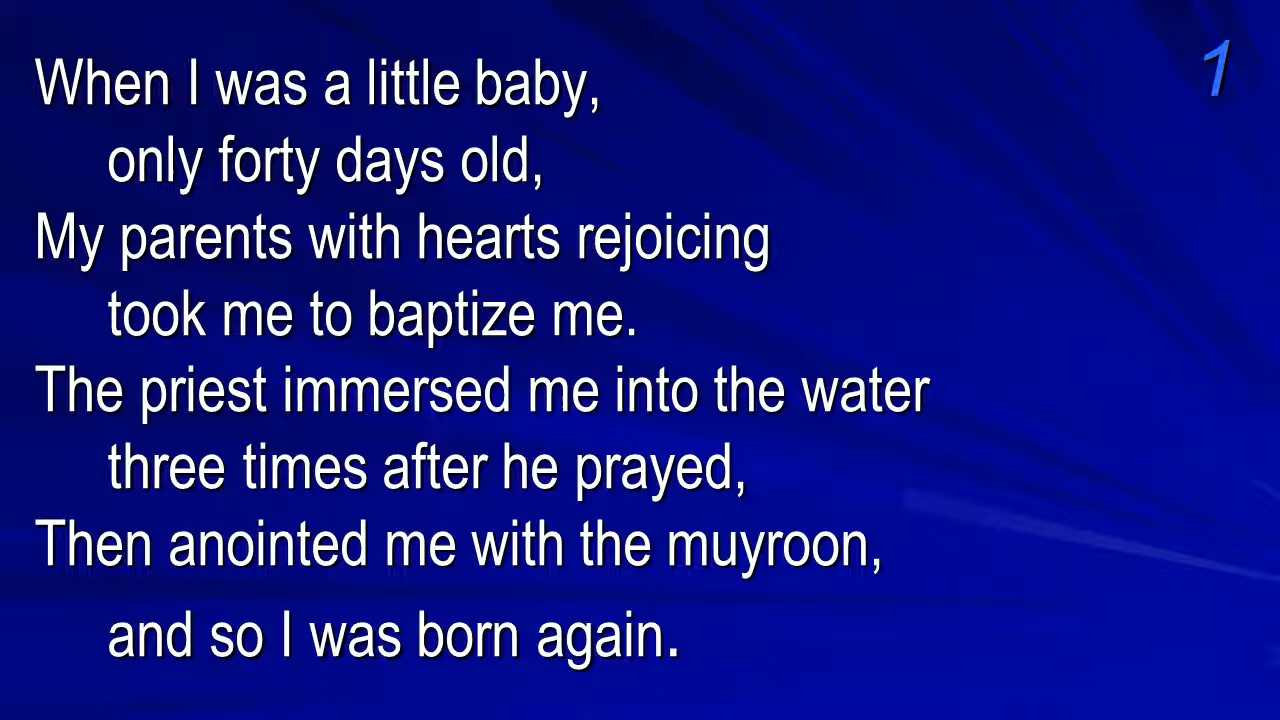 When I was a little baby,
1
only forty days old,
My parents with hearts rejoicing
took me to baptize me.
The priest immersed me into the water
three times after he prayed,
Then anointed me with the muyroon,
and so I was born again.